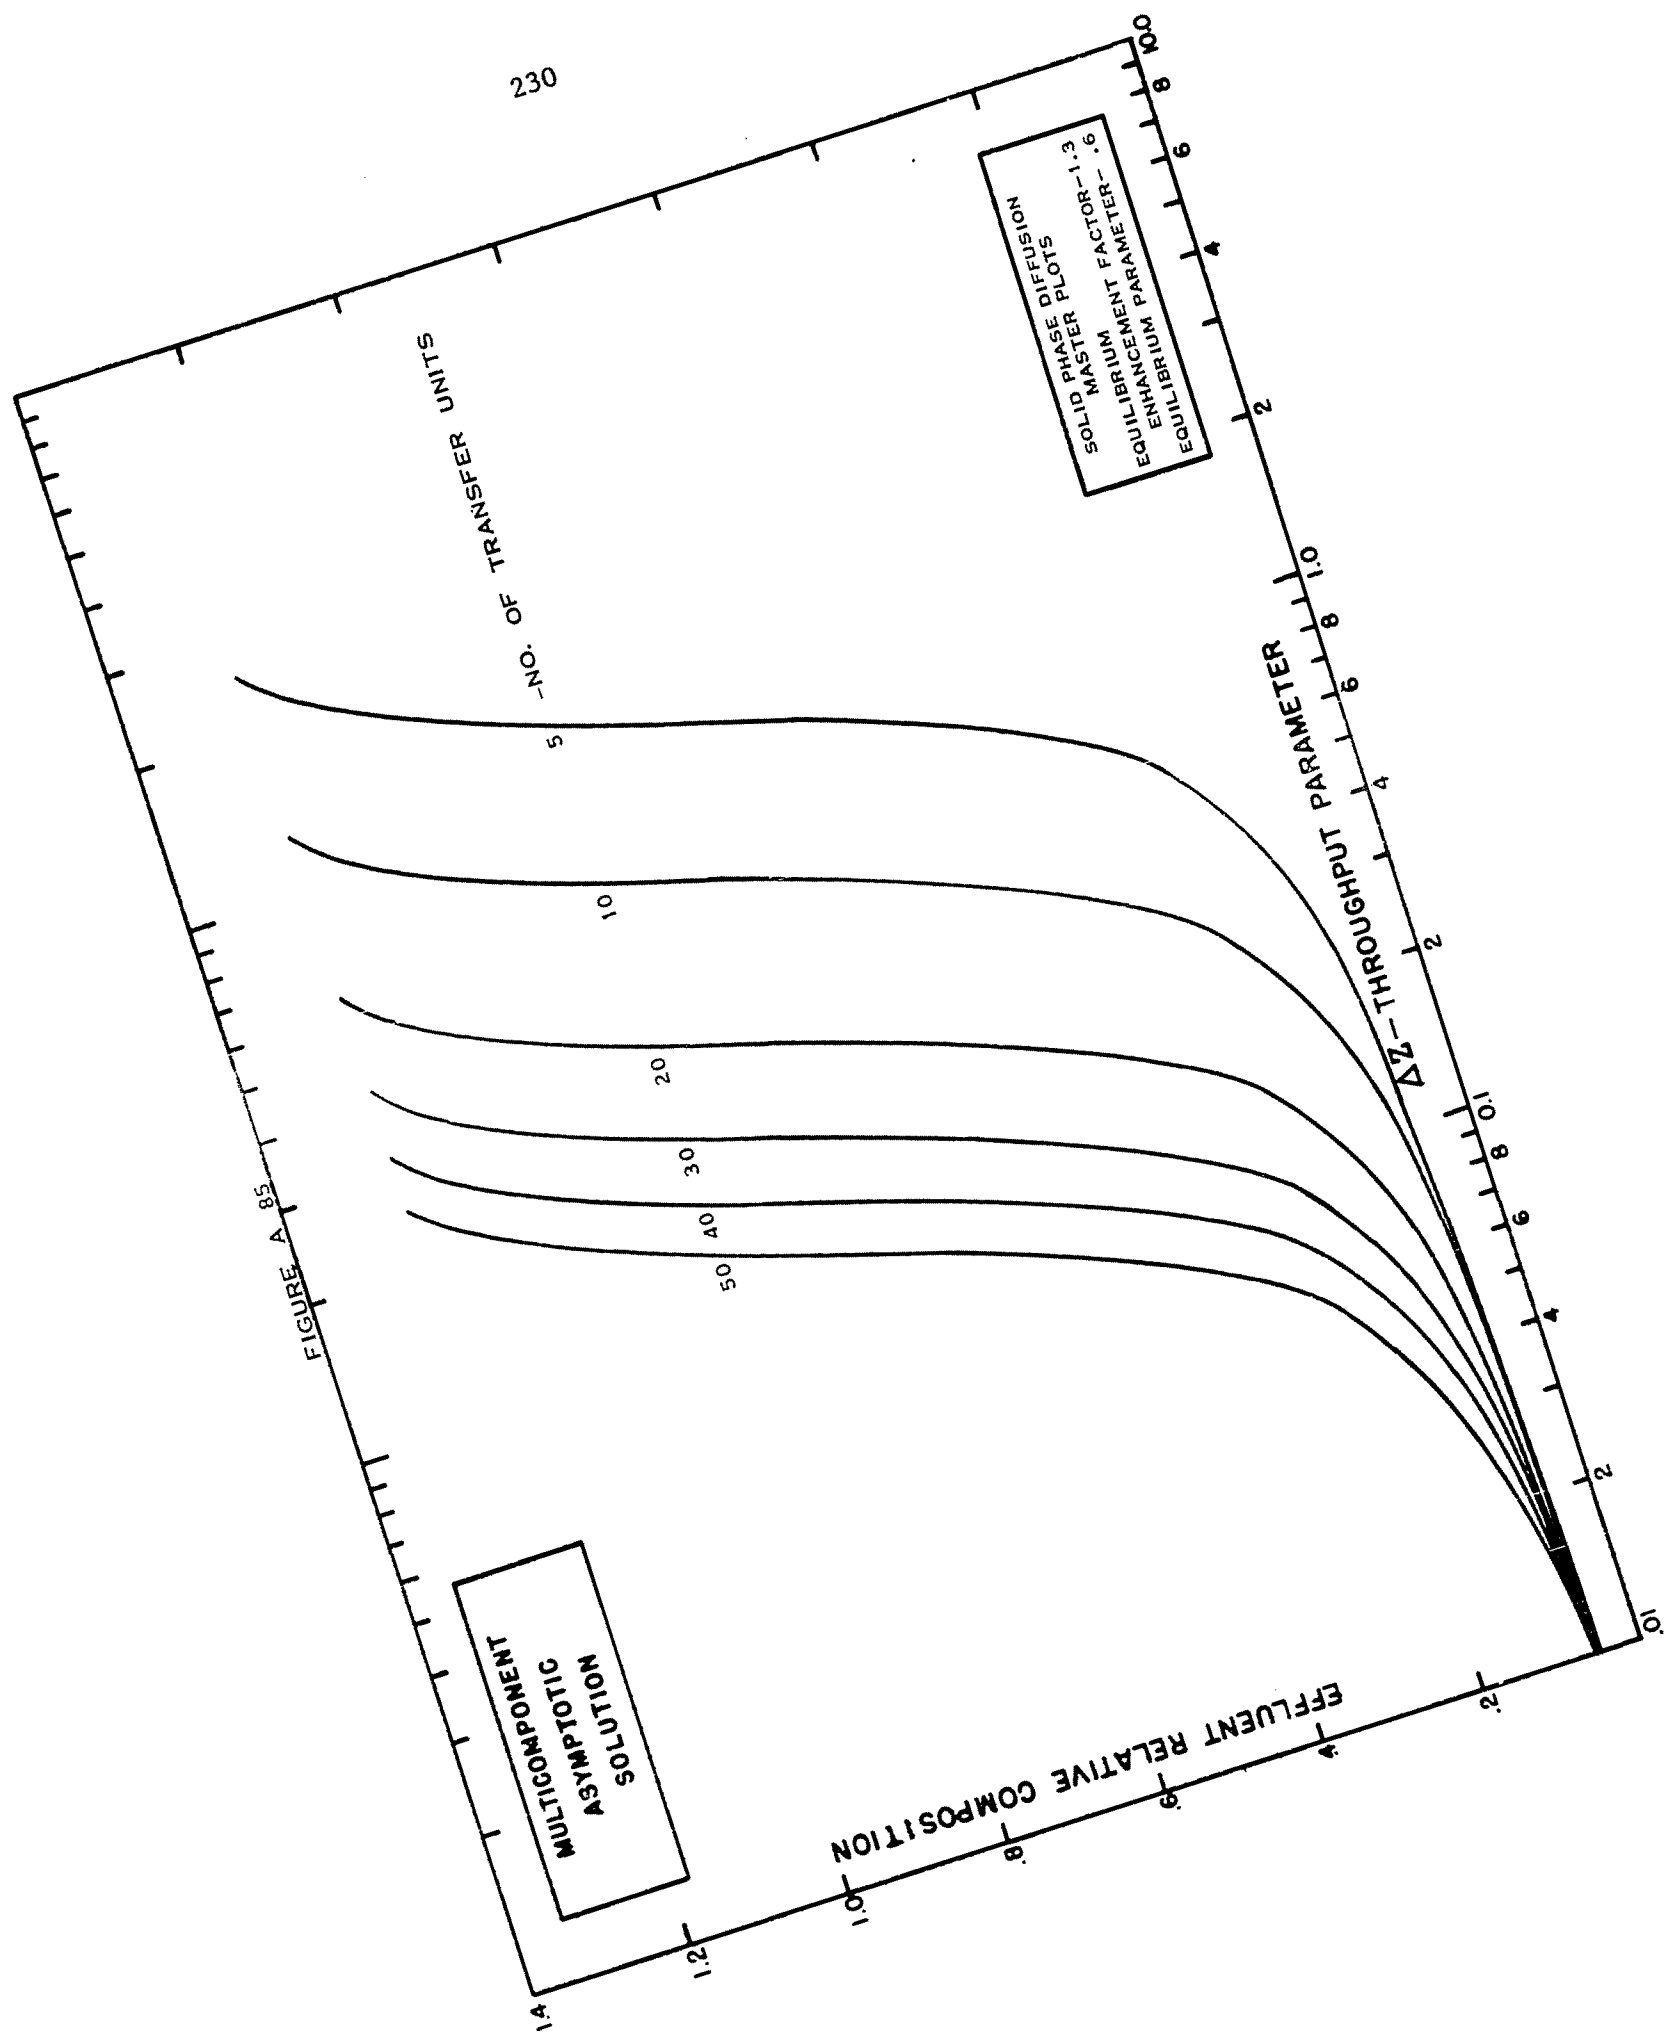 230
FIGURE A 85
MULTICOMPONENT
ASYMPTOTIC
SOLUTION
-NO. OF TRANSFER UNITS
5
10
20
30
40
50
SOLID PHASE DIFFUSION
MASTER PLOTS
EQUILIBRIUM
EQUILIBRIUM
ENHANCEMENT FACTOR-1.3
EQUILIBRIUM PARAMETER- .6
EFFLUENT RELATIVE COMPOSITION
1.4
1.2
1.0
.8
.6
.4
.2
.01
2
4
6
8
0.1
2
4
6
8
1.0
2
4
6
8
10.0
ΔZ-THROUGHPUT PARAMETER